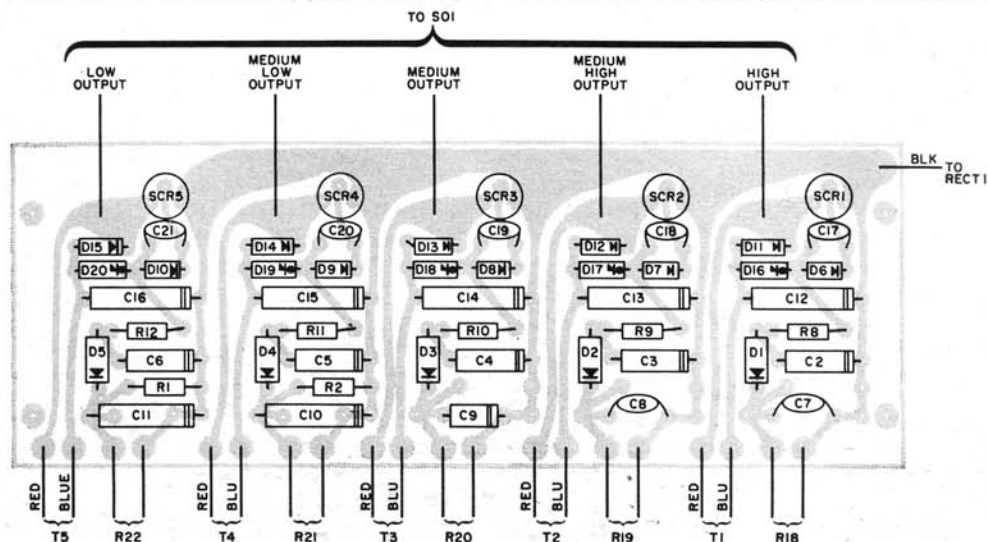 TO SO1
LOW OUTPUT
MEDIUM LOW OUTPUT
MEDIUM OUTPUT
MEDIUM HIGH OUTPUT
HIGH OUTPUT
BLK TO RECT 1
SCR5 SCR4 SCR3 SCR2 SCR1
C21 C20 C19 C18 C17
D15 D14 D13 D12 D11
D20 D10 D19 D9 D18 D8 D17 D7 D16 D6
C16 C15 C14 C13 C12
R12 R11 R10 R9 R8
D5 C6 D4 C5 D3 C4 D2 C3 D1 C2
R1 R2
C11 C10 C9 C8 C7
RED BLUE RED BLU RED BLU RED BLU RED BLU
T5 R22 T4 R21 T3 R20 T2 R19 T1 R18